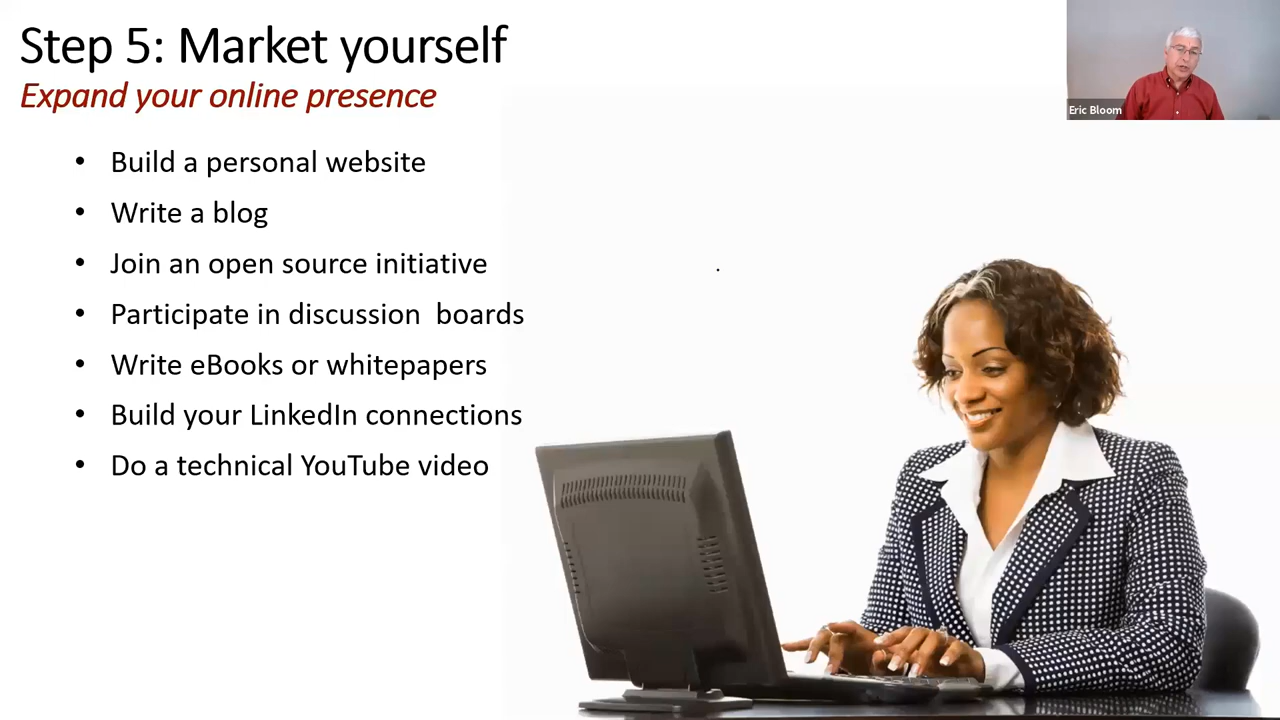 Step 5: Market yourself
Expand your online presence
Eric Bloom
• Build a personal website
• Write a blog
• Join an open source initiative
• Participate in discussion  boards
• Write eBooks or whitepapers
• Build your LinkedIn connections
• Do a technical YouTube video